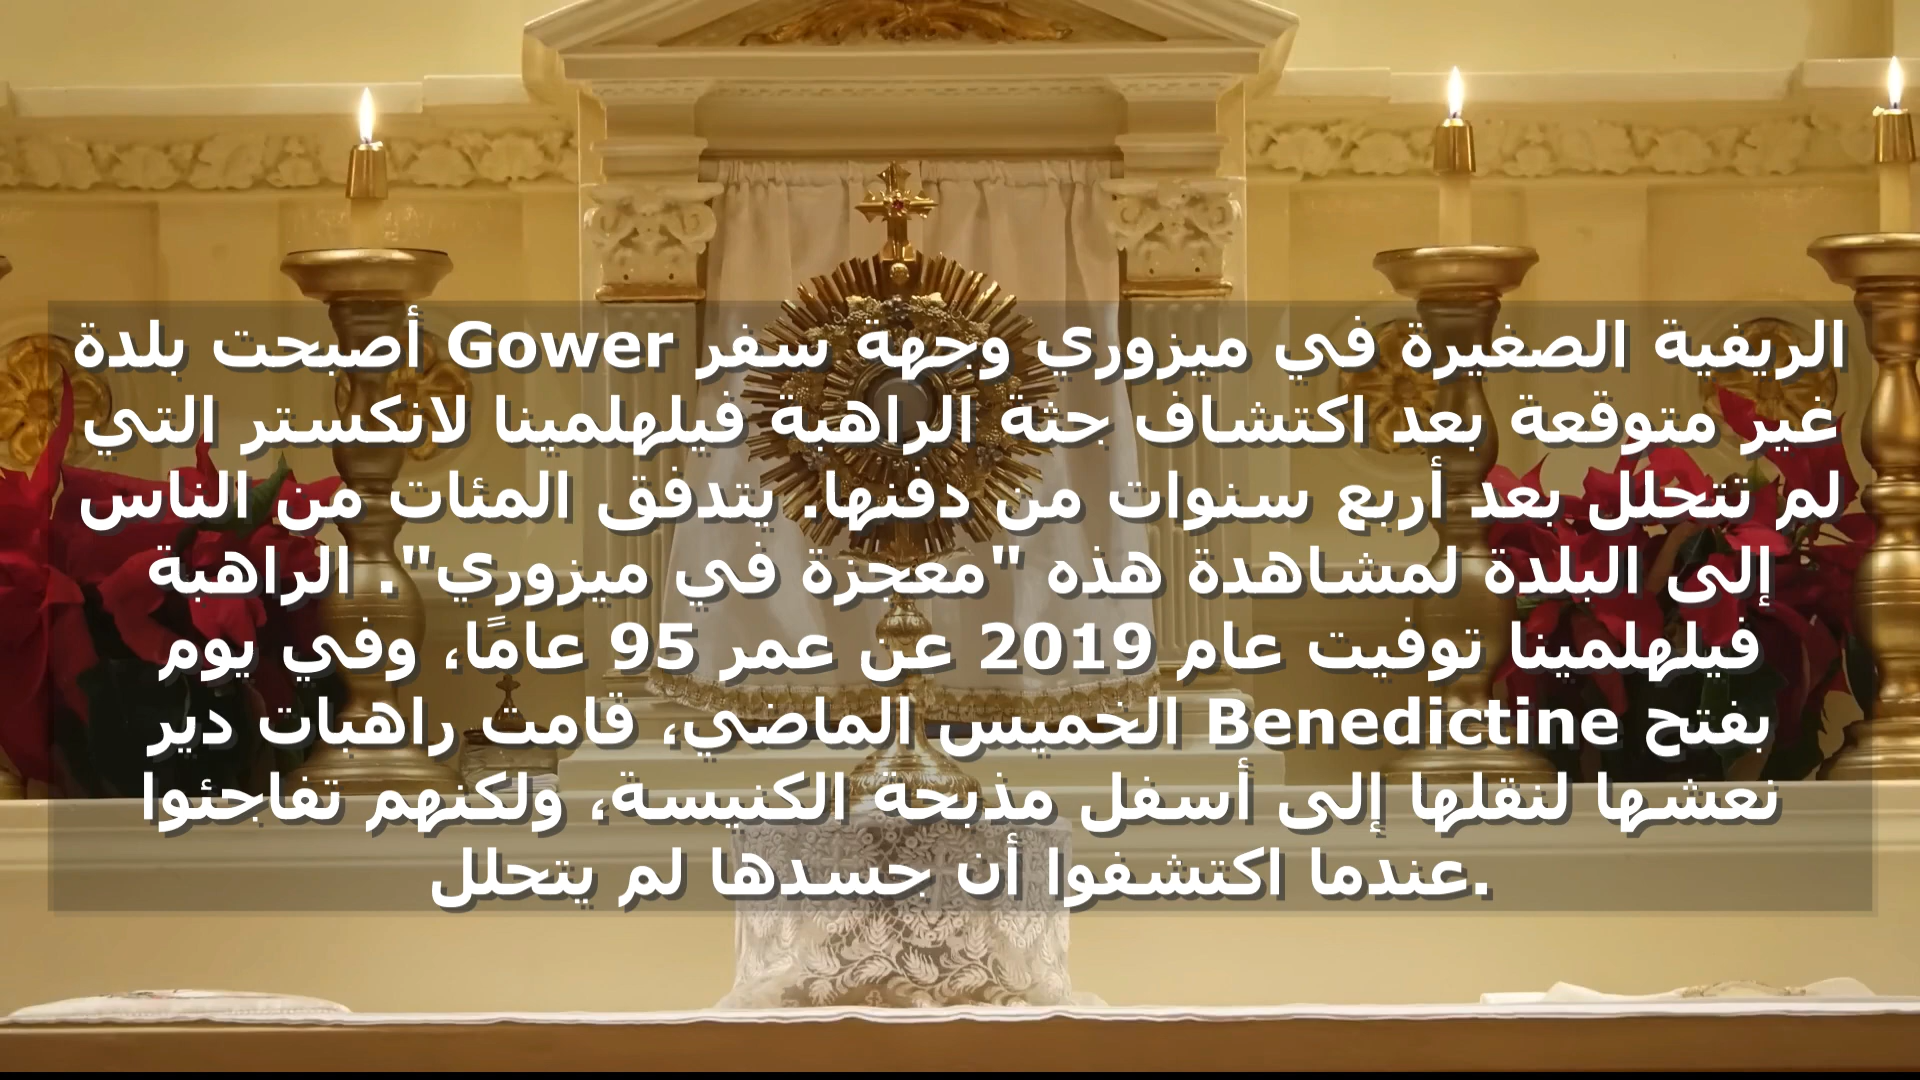 أصبحت بلدة Gower الريفية الصغيرة في ميزوري وجهة سفر
غير متوقعة بعد اكتشاف جثة الراهبة فيلهلمينا لانكستر التي
لم تتحلل بعد أربع سنوات من دفنها. يتدفق المئات من الناس
إلى البلدة لمشاهدة هذه "معجزة في ميزوري". الراهبة
فيلهلمينا توفيت عام 2019 عن عمر 95 عامًا، وفي يوم
الخميس الماضي، قامت راهبات دير Benedictine بفتح
نعشها لنقلها إلى أسفل مذبحة الكنيسة، ولكنهم تفاجئوا
عندما اكتشفوا أن جسدها لم يتحلل.